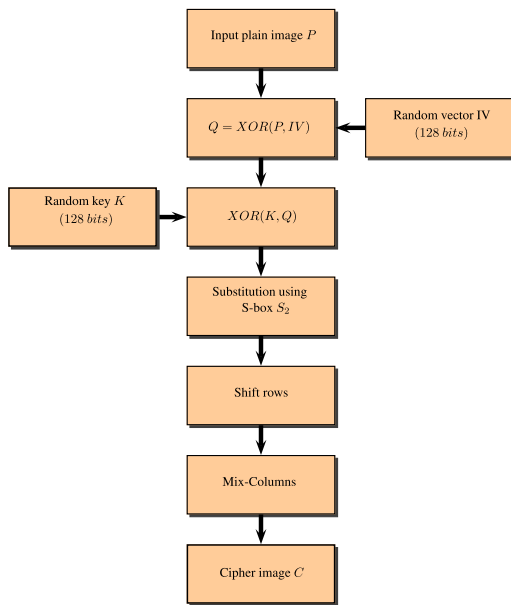 Input plain image P
Q = XOR(P, IV)
Random vector IV
(128 bits)
Random key K
(128 bits)
XOR(K, Q)
Substitution using
S-box S₂
Shift rows
Mix-Columns
Cipher image C